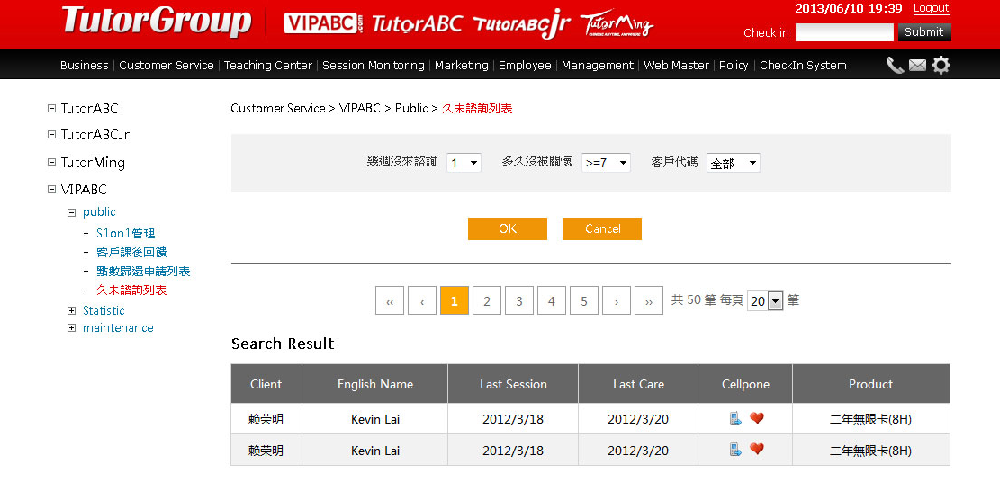 TutorGroup VIPABC.com TutorABC TutorABCjr TutorMing 2013/06/10 19:39 Logout
CHINESE ANYTIME, ANYWHERE
Check in Submit
Business | Customer Service | Teaching Center | Session Monitoring | Marketing | Employee | Management | Web Master | Policy | CheckIn System
TutorABC
TutorABCJr
TutorMing
VIPABC
public
- S1on1管理
- 客戶課後回饋
- 點數歸還申請列表
- 久未諮詢列表
Statistic
maintenance
Customer Service > VIPABC > Public > 久未諮詢列表
幾週沒來諮詢 1 多久沒被關懷 >=7 客戶代碼 全部
OK Cancel
‹‹ ‹ 1 2 3 4 5 › ›› 共 50 筆 每頁 20 筆
Search Result
Client English Name Last Session Last Care Cellpone Product
赖荣明 Kevin Lai 2012/3/18 2012/3/20 二年無限卡(8H)
赖荣明 Kevin Lai 2012/3/18 2012/3/20 二年無限卡(8H)